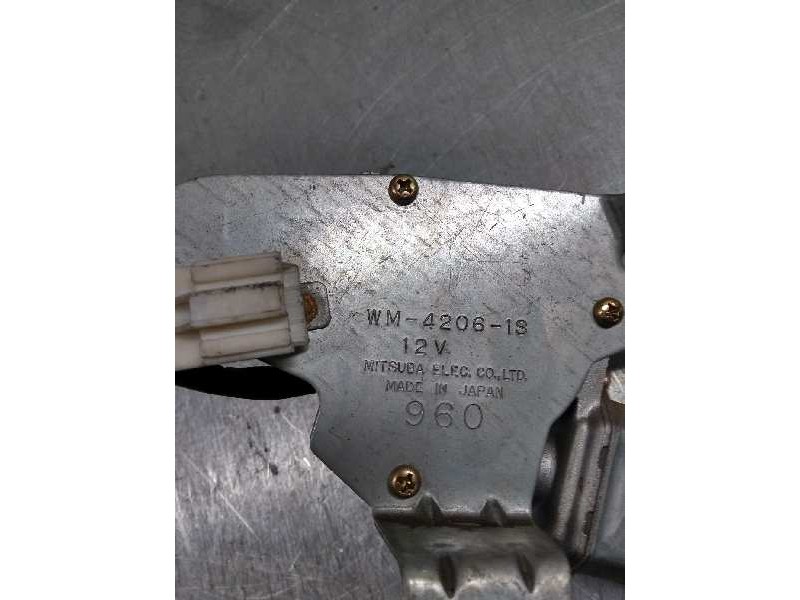 WM-4206-1S
12V.
MITSUBA ELEC. CO.,LTD.
MADE IN JAPAN
960